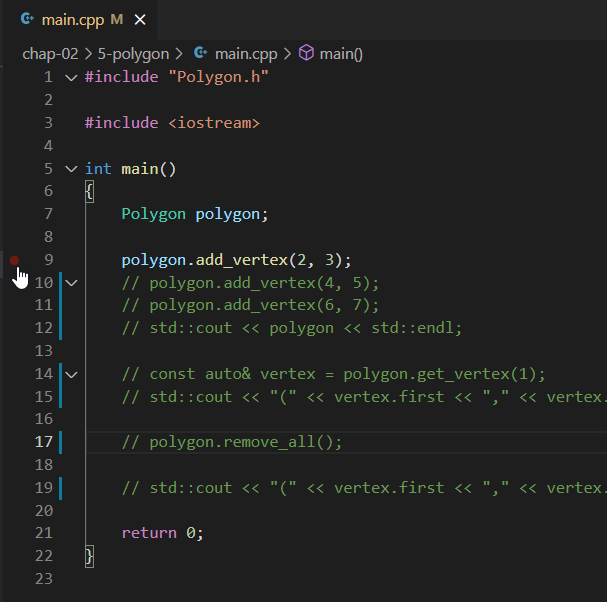 main.cpp M
chap-02 > 5-polygon > main.cpp > main()
1 #include "Polygon.h"
2
3 #include <iostream>
4
5 int main()
6 {
7 Polygon polygon;
8
9 polygon.add_vertex(2, 3);
10 // polygon.add_vertex(4, 5);
11 // polygon.add_vertex(6, 7);
12 // std::cout << polygon << std::endl;
13
14 // const auto& vertex = polygon.get_vertex(1);
15 // std::cout << "(" << vertex.first << "," << vertex.
16
17 // polygon.remove_all();
18
19 // std::cout << "(" << vertex.first << "," << vertex.
20
21 return 0;
22 }
23